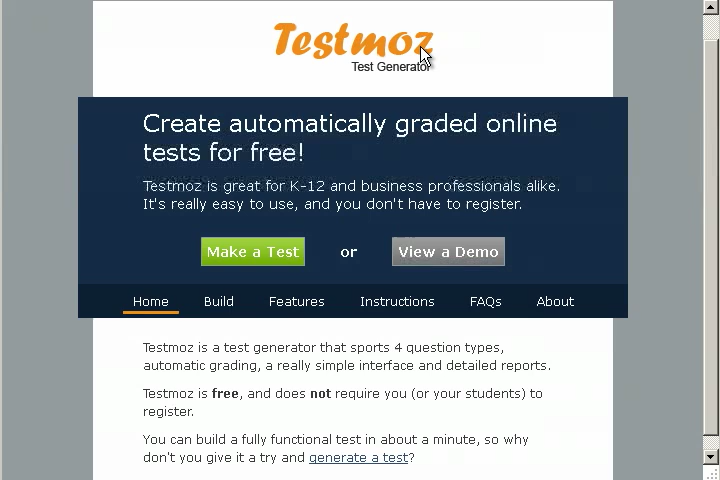 Testmoz
Test Generator
Create automatically graded online
tests for free!
Testmoz is great for K-12 and business professionals alike.
It's really easy to use, and you don't have to register.
Make a Test or View a Demo
Home Build Features Instructions FAQs About
Testmoz is a test generator that sports 4 question types,
automatic grading, a really simple interface and detailed reports.
Testmoz is free, and does not require you (or your students) to
register.
You can build a fully functional test in about a minute, so why
don't you give it a try and generate a test?